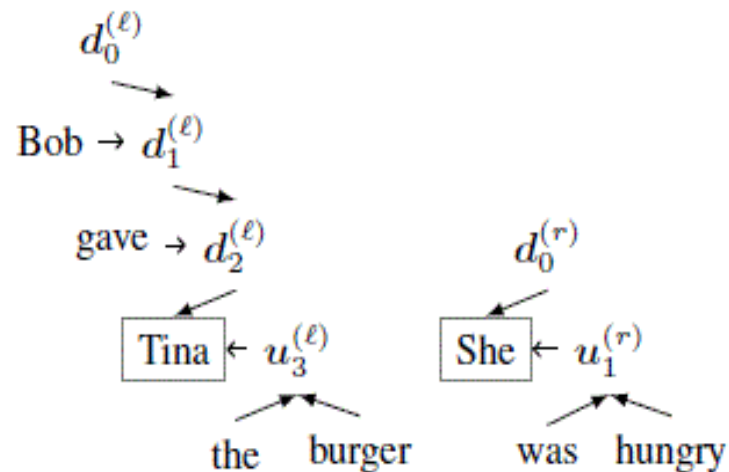 d_0^{(ℓ)}
Bob → d_1^{(ℓ)}
gave → d_2^{(ℓ)} d_0^{(r)}
Tina ← u_3^{(ℓ)} She ← u_1^{(r)}
the burger was hungry